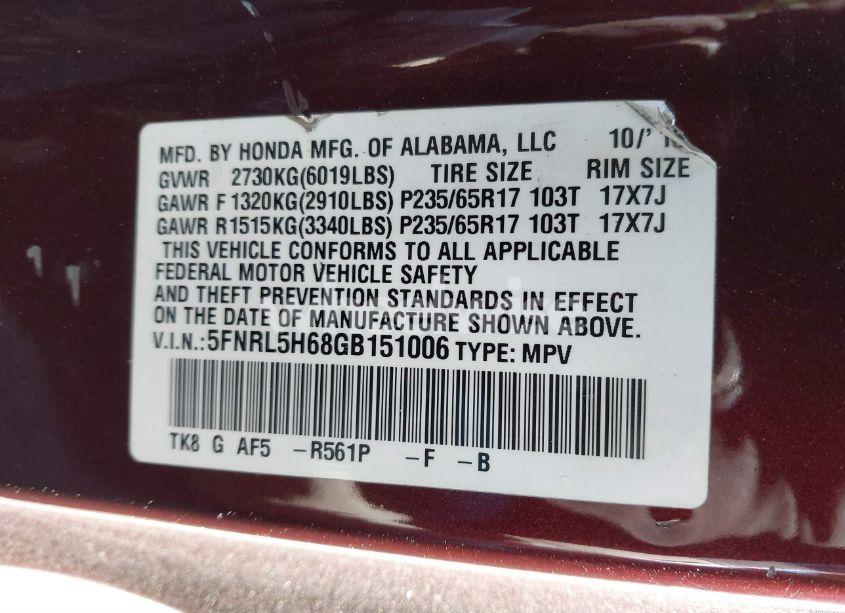 MFD. BY HONDA MFG. OF ALABAMA, LLC 10/'
GVWR 2730KG(6019LBS) TIRE SIZE RIM SIZE
GAWR F 1320KG(2910LBS) P235/65R17 103T 17X7J
GAWR R1515KG(3340LBS) P235/65R17 103T 17X7J
THIS VEHICLE CONFORMS TO ALL APPLICABLE
FEDERAL MOTOR VEHICLE SAFETY
AND THEFT PREVENTION STANDARDS IN EFFECT
ON THE DATE OF MANUFACTURE SHOWN ABOVE.
V.I.N.:5FNRL5H68GB151006 TYPE: MPV
TK8 G AF5 -R561P -F -B